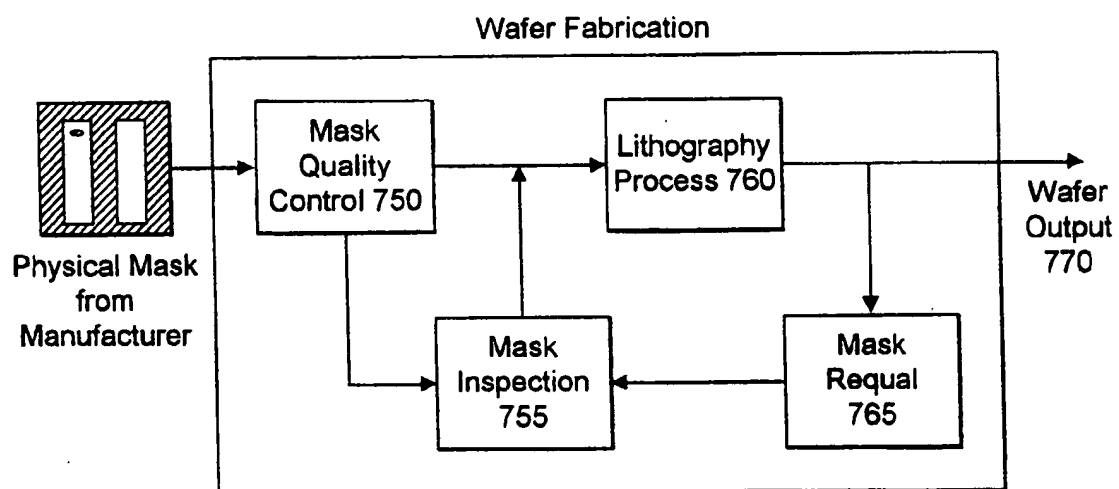 Wafer Fabrication
Mask
Quality
Control 750
Lithography
Process 760
Wafer
Output
770
Physical Mask
from
Manufacturer
Mask
Inspection
755
Mask
Requal
765